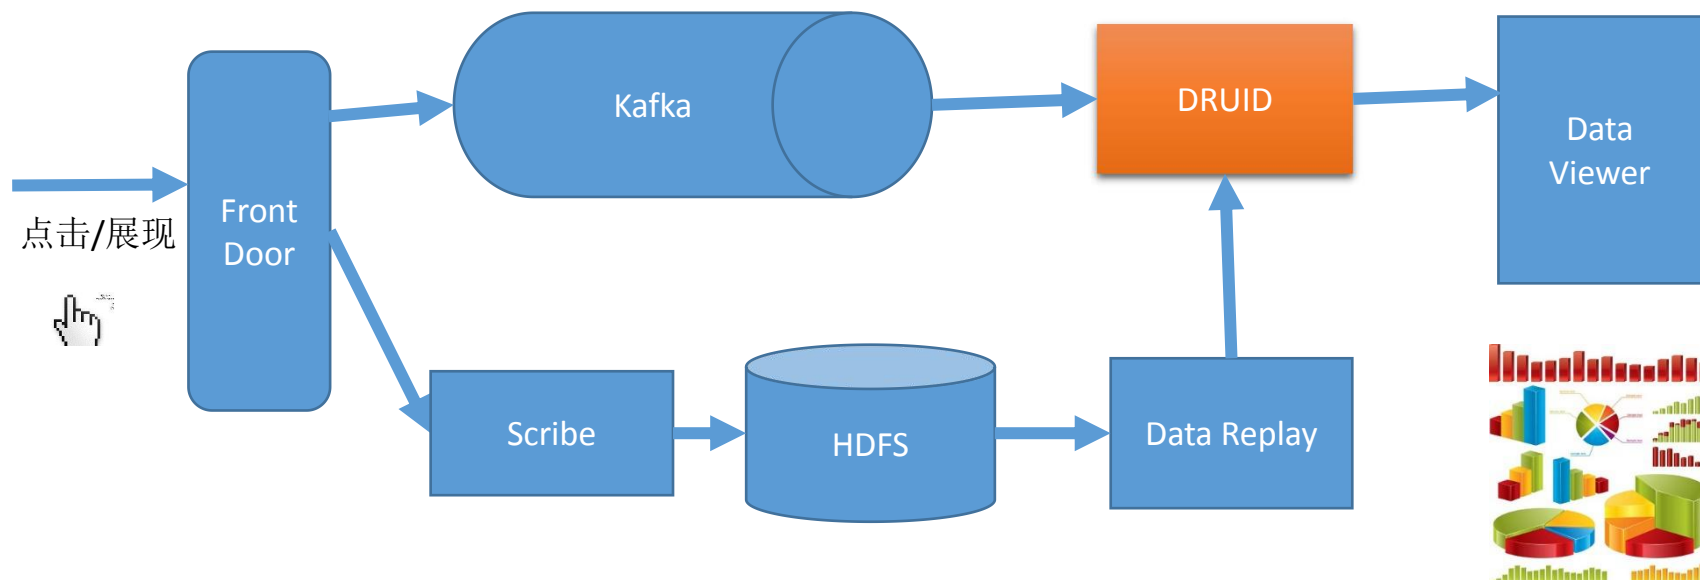 Kafka
DRUID
Data
Viewer
点击/展现
Front
Door
Scribe
HDFS
Data Replay